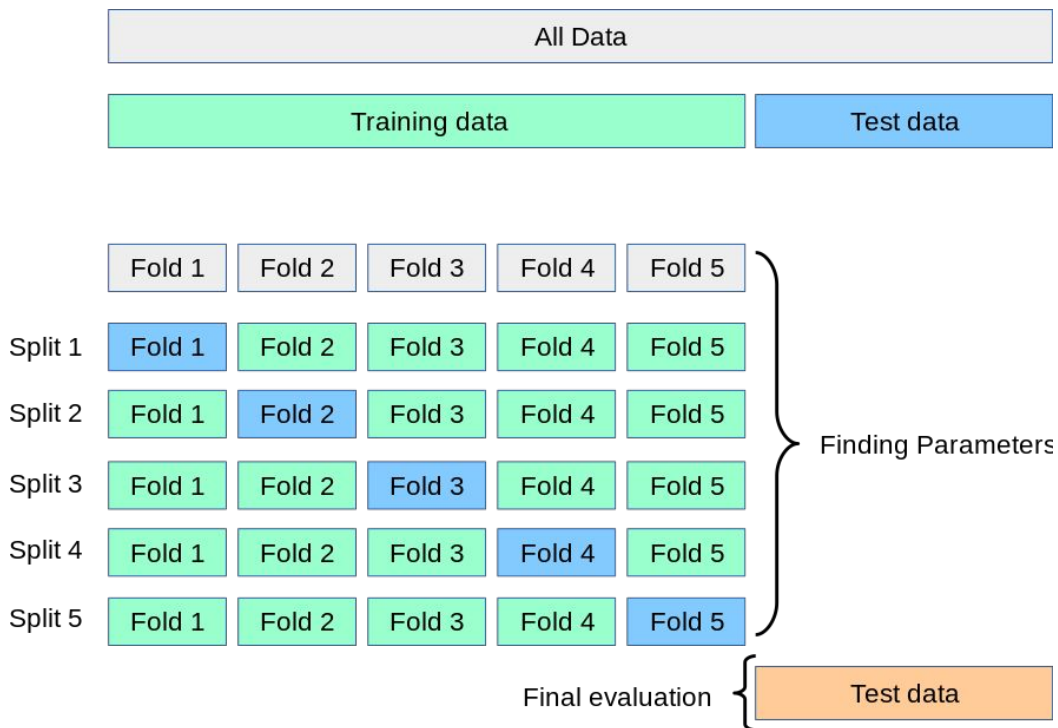 All Data
Training data Test data
Fold 1 Fold 2 Fold 3 Fold 4 Fold 5
Split 1 Fold 1 Fold 2 Fold 3 Fold 4 Fold 5
Split 2 Fold 1 Fold 2 Fold 3 Fold 4 Fold 5
Finding Parameters
Split 3 Fold 1 Fold 2 Fold 3 Fold 4 Fold 5
Split 4 Fold 1 Fold 2 Fold 3 Fold 4 Fold 5
Split 5 Fold 1 Fold 2 Fold 3 Fold 4 Fold 5
Final evaluation Test data